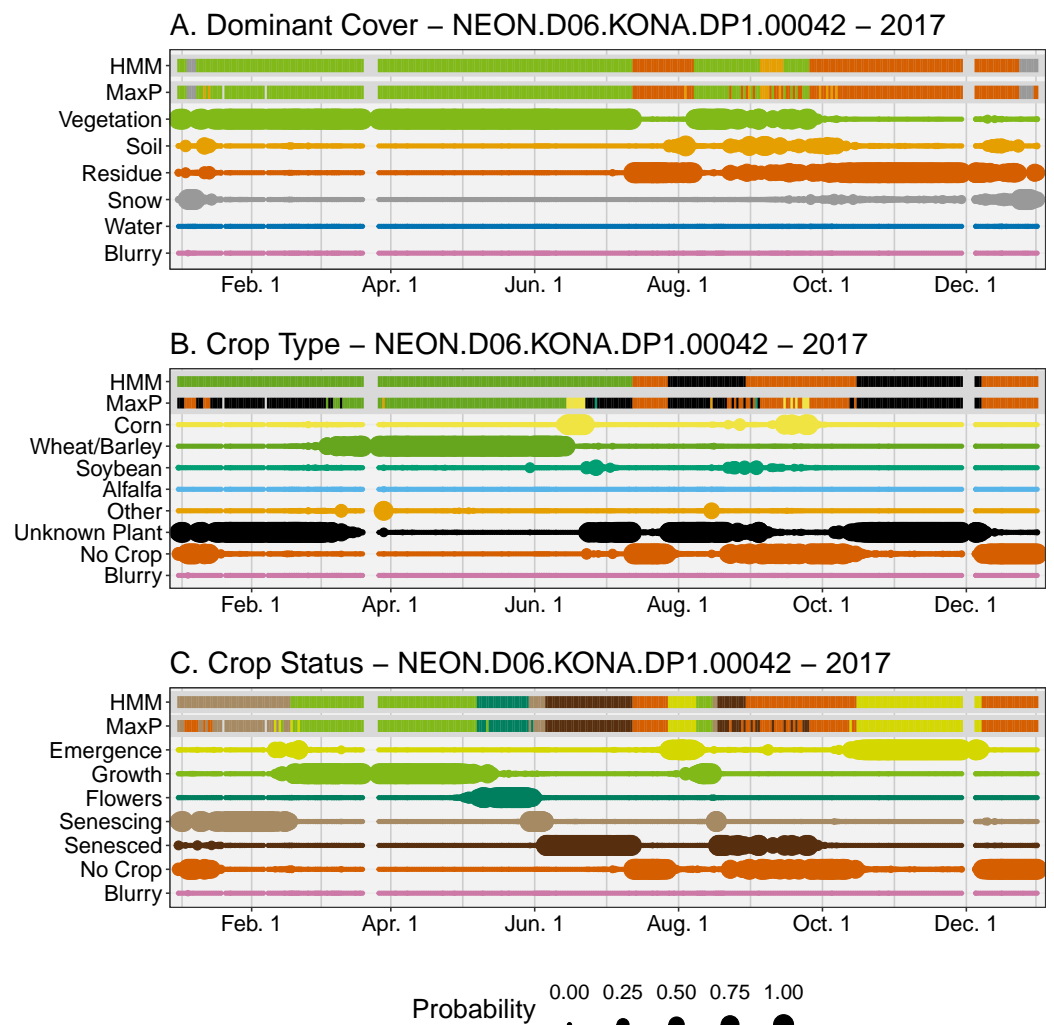 A. Dominant Cover – NEON.D06.KONA.DP1.00042 – 2017
HMM
MaxP
Vegetation
Soil
Residue
Snow
Water
Blurry
Feb. 1 Apr. 1 Jun. 1 Aug. 1 Oct. 1 Dec. 1
B. Crop Type – NEON.D06.KONA.DP1.00042 – 2017
HMM
MaxP
Corn
Wheat/Barley
Soybean
Alfalfa
Other
Unknown Plant
No Crop
Blurry
Feb. 1 Apr. 1 Jun. 1 Aug. 1 Oct. 1 Dec. 1
C. Crop Status – NEON.D06.KONA.DP1.00042 – 2017
HMM
MaxP
Emergence
Growth
Flowers
Senescing
Senesced
No Crop
Blurry
Feb. 1 Apr. 1 Jun. 1 Aug. 1 Oct. 1 Dec. 1
Probability 0.00 0.25 0.50 0.75 1.00